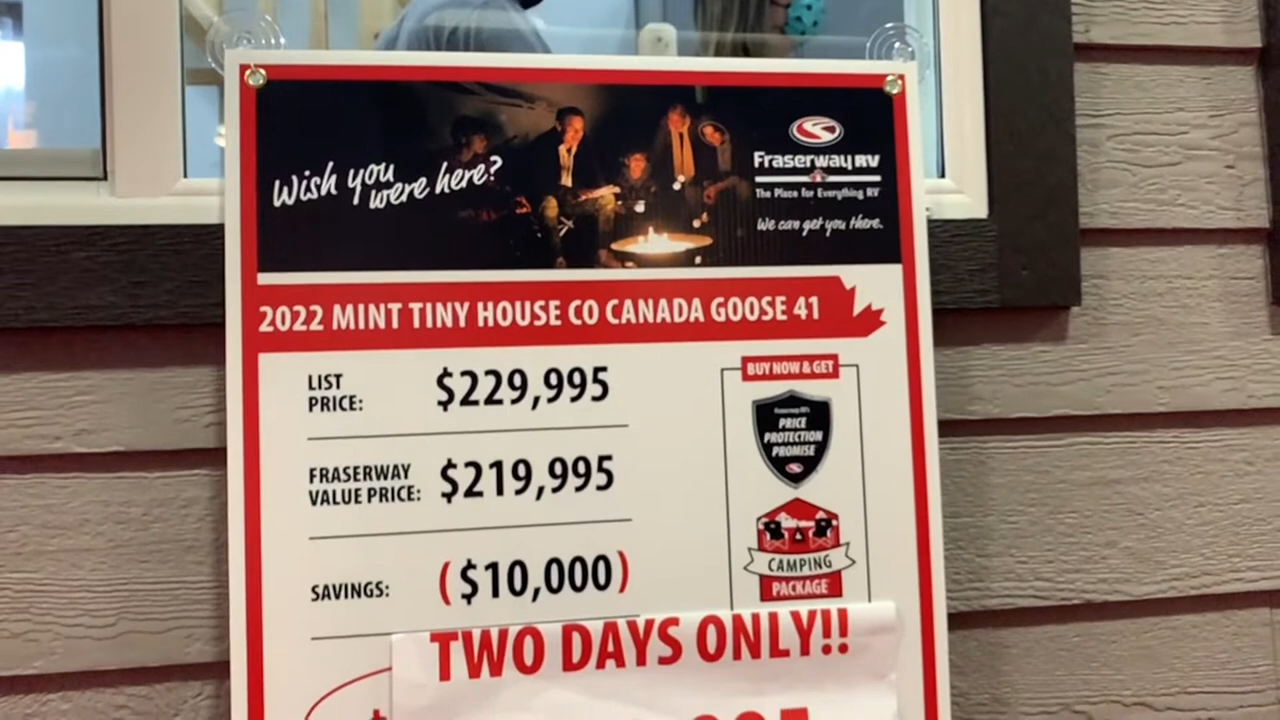 Wish you
were here?
Fraserway RV
The Place for Everything RV
We can get you there.
2022 MINT TINY HOUSE CO CANADA GOOSE 41
LIST
PRICE:
$229,995
FRASERWAY
VALUE PRICE:
$219,995
SAVINGS:
($10,000)
BUY NOW & GET
Fraserway RV's
PRICE
PROTECTION
PROMISE
CAMPING
PACKAGE
TWO DAYS ONLY!!